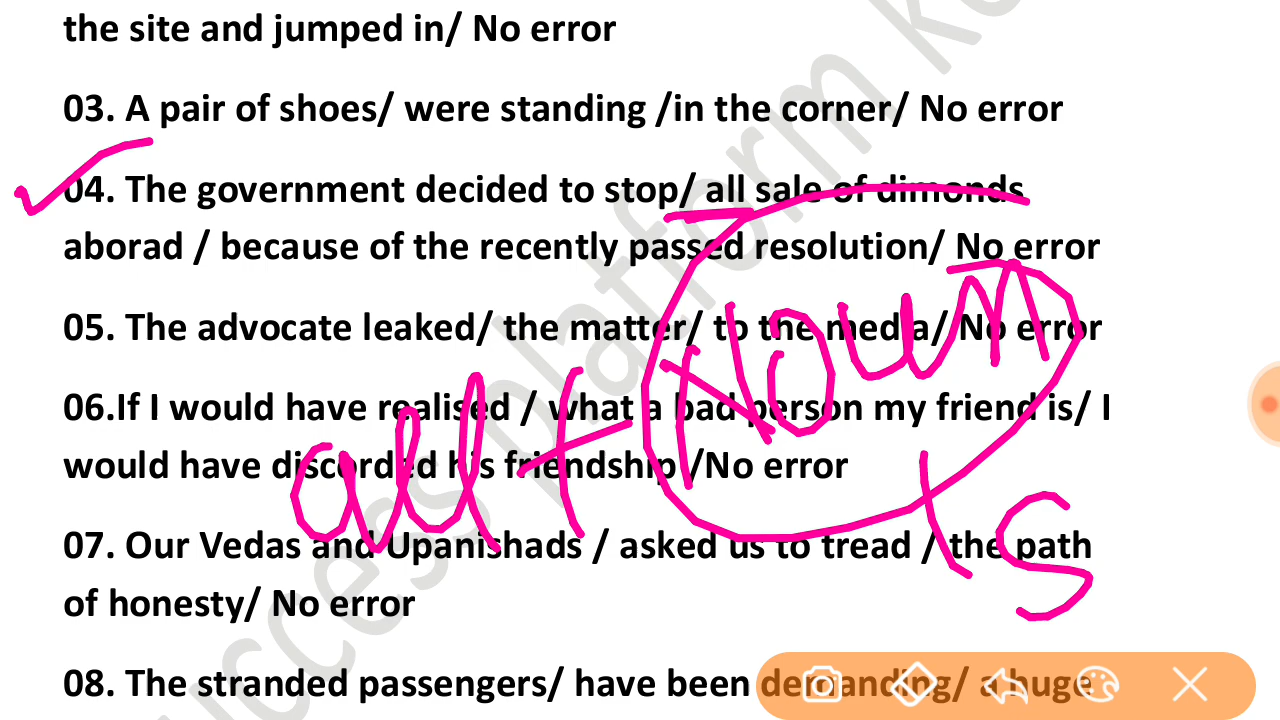 the site and jumped in/ No error
03. A pair of shoes/ were standing /in the corner/ No error
04. The government decided to stop/ all sale of dimonds
aborad / because of the recently passed resolution/ No error
05. The advocate leaked/ the matter/ to the media/ No error
06.If I would have realised / what a bad person my friend is/ I
would have discorded his friendship /No error
07. Our Vedas and Upanishads / asked us to tread / the path
of honesty/ No error
08. The stranded passengers/ have been demanding/ a huge
all + Noun
s